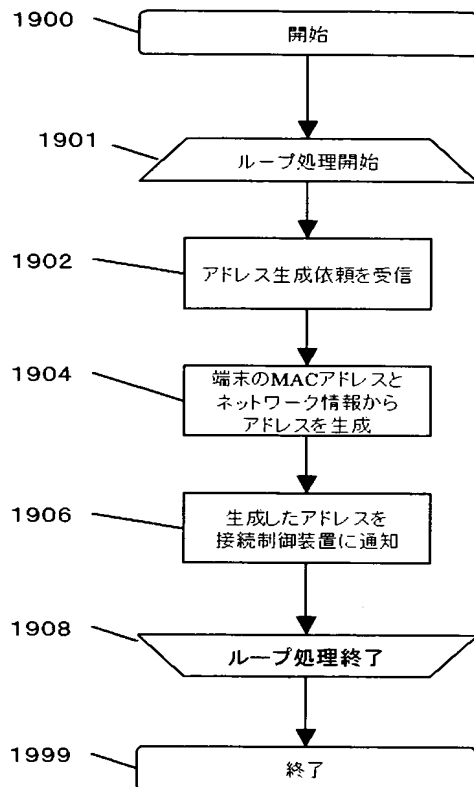 1900
開始
1901
ループ処理開始
1902
アドレス生成依頼を受信
1904
端末のMACアドレスと
ネットワーク情報から
アドレスを生成
1906
生成したアドレスを
接続制御装置に通知
1908
ループ処理終了
1999
終了